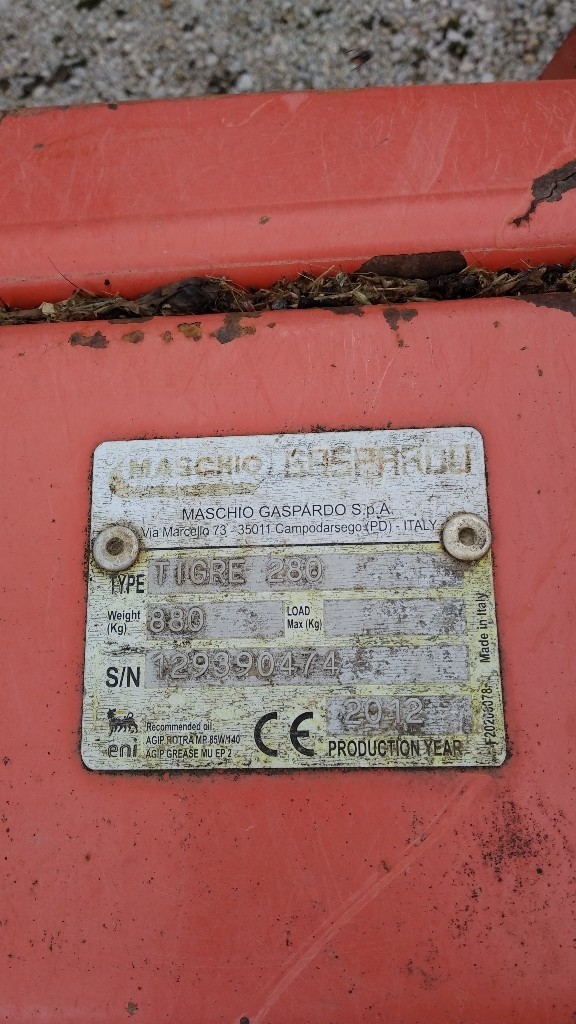 MASCHIO GASPARDO
MASCHIO GASPARDO S.p.A.
Via Marcello 73 - 35011 Campodarsego (PD) - ITALY
TYPE TIGRE 280
Weight (Kg) 880 LOAD Max (Kg)
S/N 129390474
eni
Recommended oil:
AGIP ROTRA MP 85W/140
AGIP GREASE MU EP 2
CE
2012
PRODUCTION YEAR
F20206078 - Made in Italy